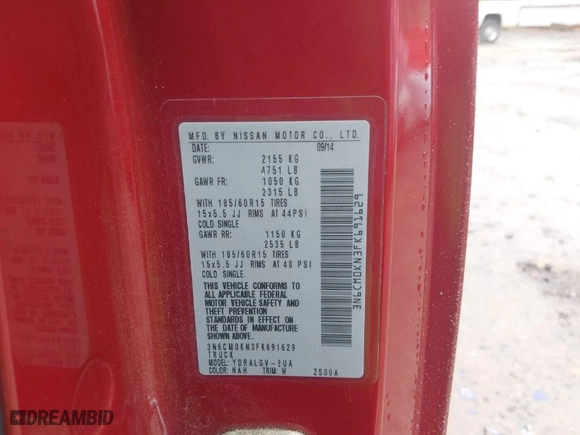 MFD. BY NISSAN MOTOR CO., LTD.
DATE: 09/14
GVWR: 2155 KG
4751 LB
GAWR FR: 1050 KG
2315 LB
WITH 185/60R15 TIRES
15x5.5 JJ RIMS AT 44PSI
COLD SINGLE
GAWR RR: 1150 KG
2535 LB
WITH 185/60R15 TIRES
15x5.5 JJ RIMS AT 48 PSI
COLD SINGLE
THIS VEHICLE CONFORMS TO
ALL APPLICABLE FEDERAL
MOTOR VEHICLE SAFETY AND
THEFT PREVENTION
STANDARDS IN EFFECT ON
THE DATE OF MANUFACTURE
SHOWN ABOVE.
3N6CM0KN3FK691629
TRUCK
MODEL: YDRALGV-EUA
COLOR: NAH TRIM: W ZS00A
3N6CM0KN3FK691629
DREAMBID